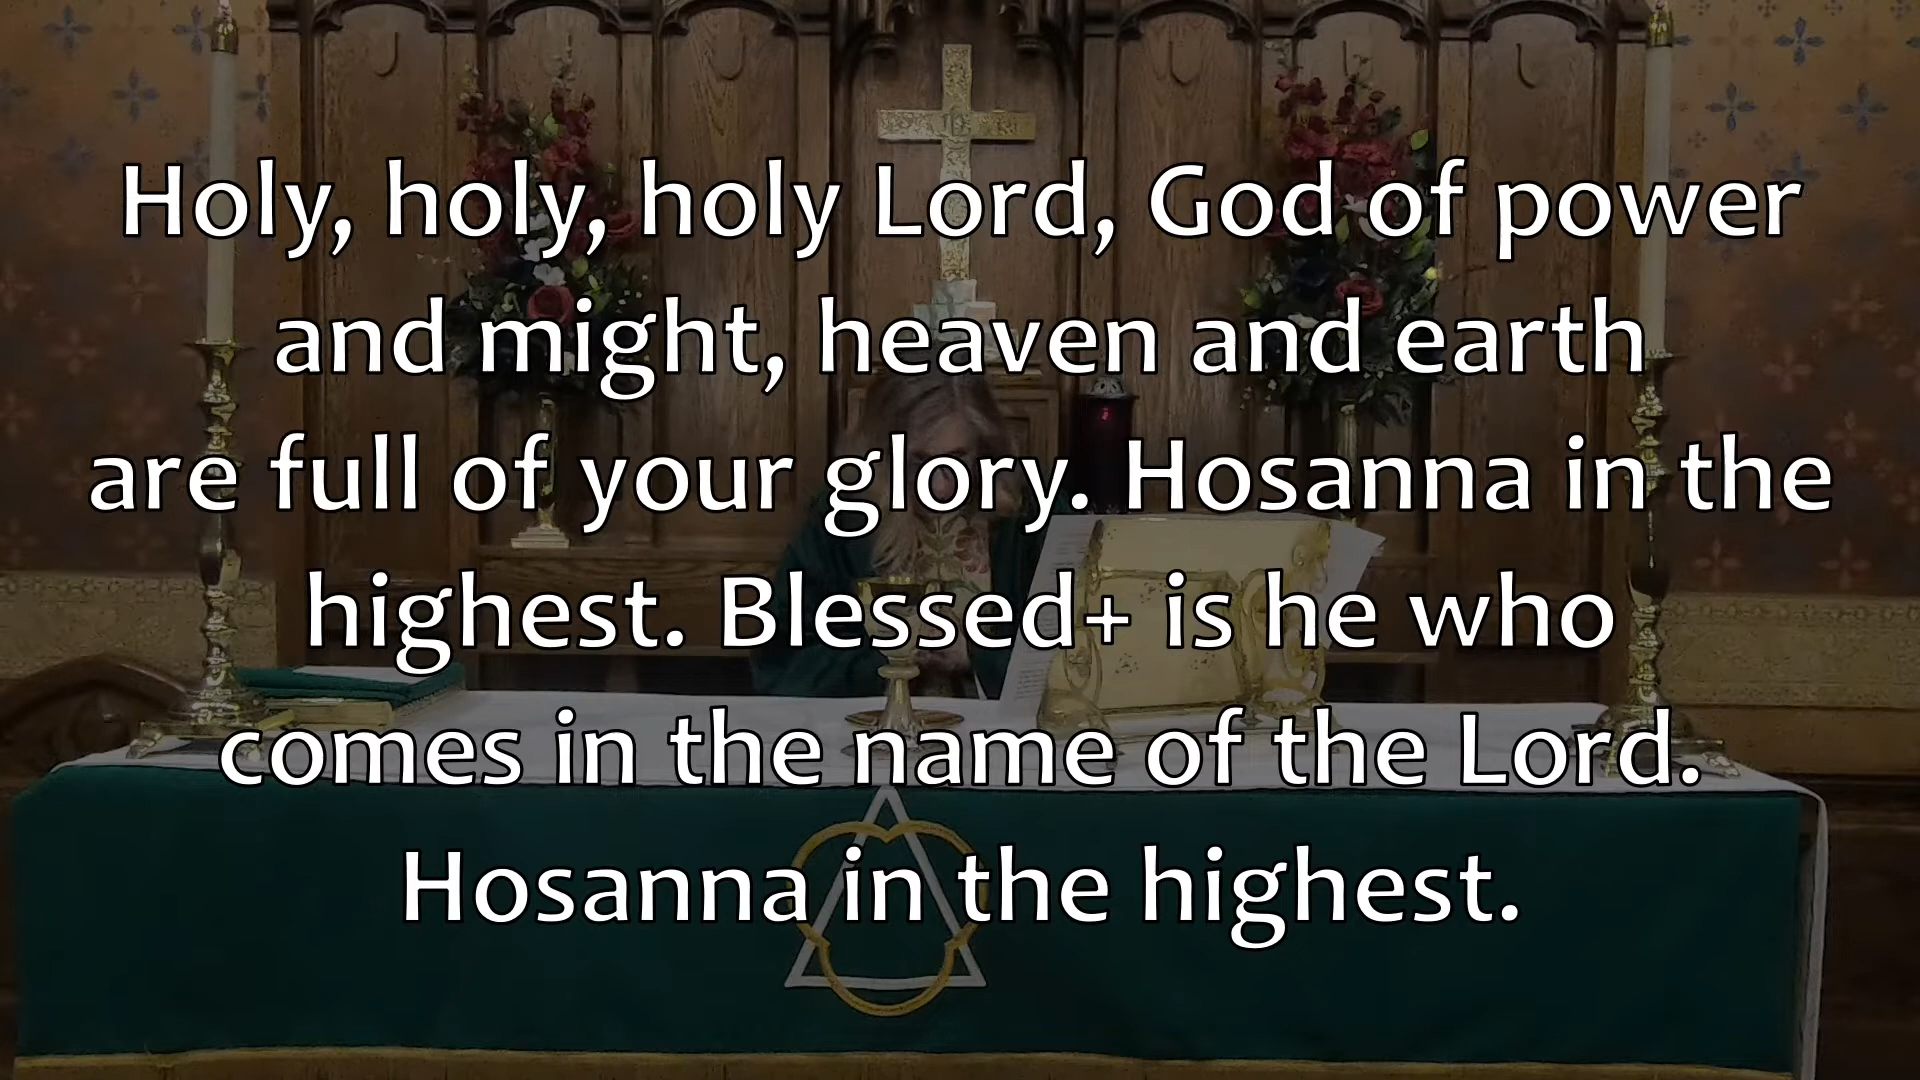 Holy, holy, holy Lord, God of power
and might, heaven and earth
are full of your glory. Hosanna in the
highest. Blessed+ is he who
comes in the name of the Lord.
Hosanna in the highest.